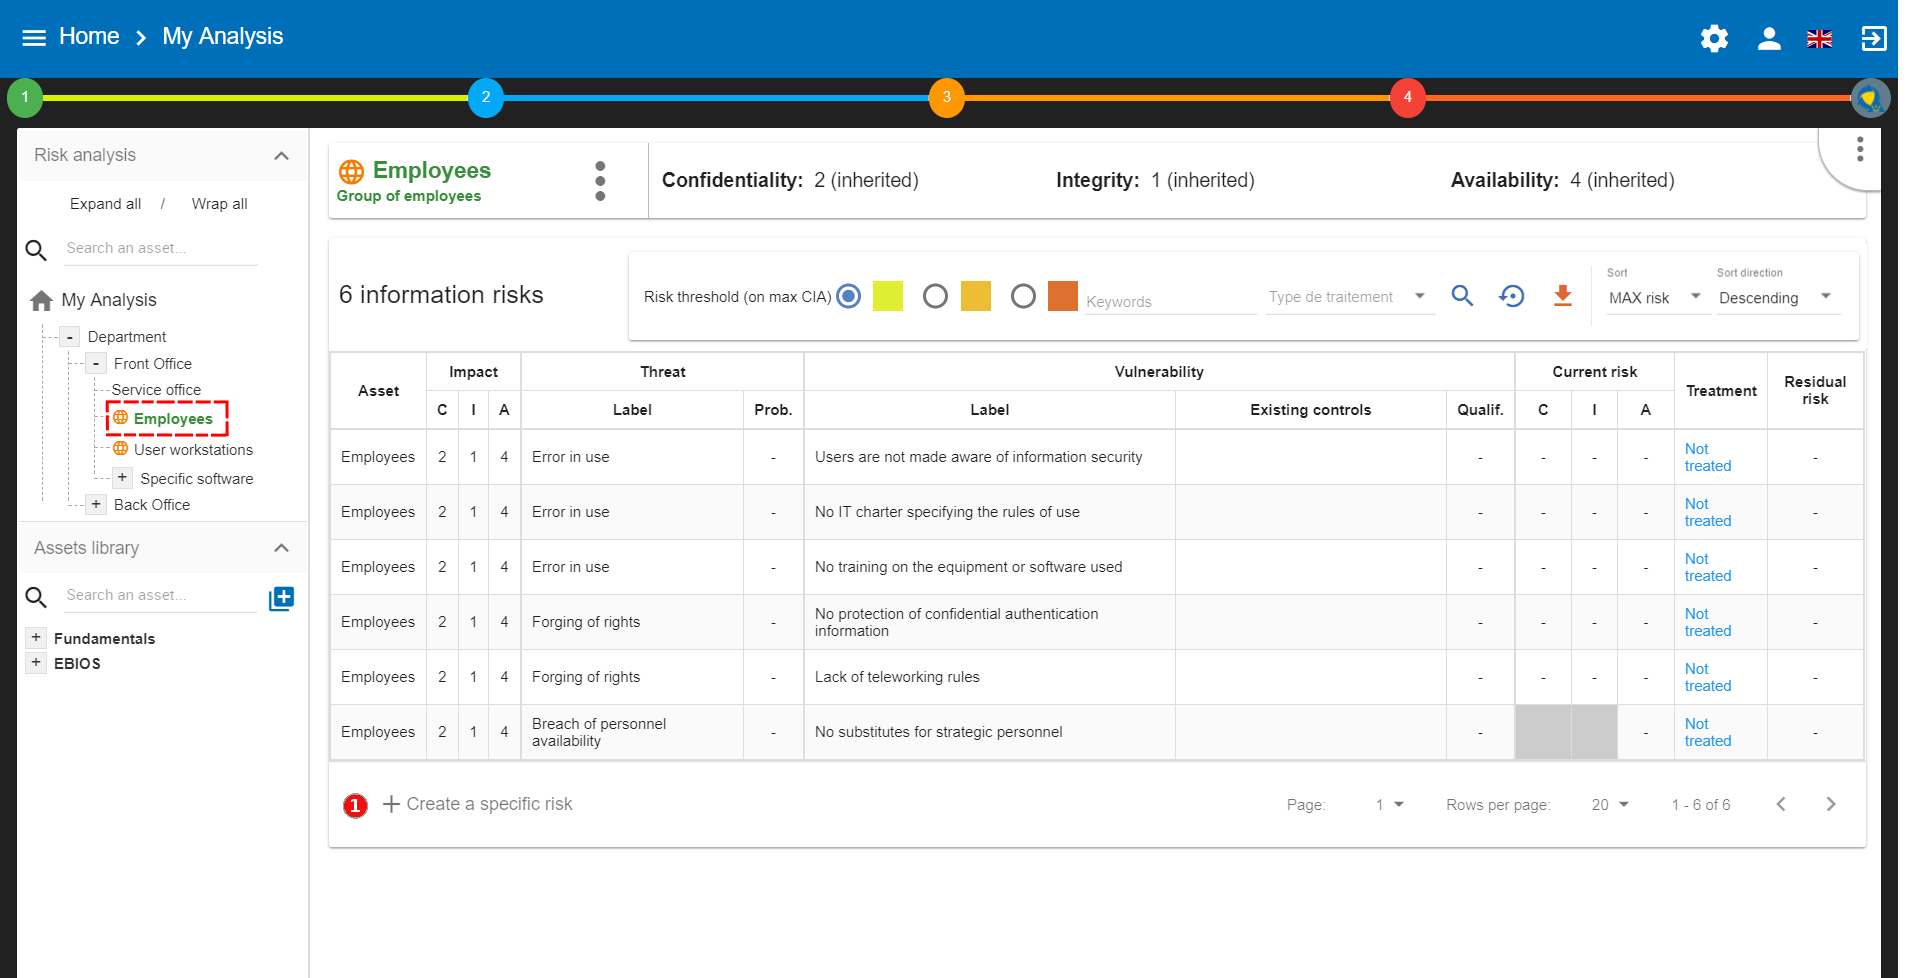 Home > My Analysis
1 2 3 4
Risk analysis
Expand all / Wrap all
Search an asset...
My Analysis
- Department
- Front Office
Service office
Employees
User workstations
+ Specific software
+ Back Office
Assets library
Search an asset...
+ Fundamentals
+ EBIOS
Employees
Group of employees
Confidentiality: 2 (inherited) Integrity: 1 (inherited) Availability: 4 (inherited)
6 information risks
Risk threshold (on max CIA) Keywords Type de traitement
Sort Sort direction
MAX risk Descending
Asset Impact Threat Vulnerability Current risk Treatment Residual risk
C I A Label Prob. Label Existing controls Qualif. C I A
Employees 2 1 4 Error in use - Users are not made aware of information security - - - - Not treated -
Employees 2 1 4 Error in use - No IT charter specifying the rules of use - - - - Not treated -
Employees 2 1 4 Error in use - No training on the equipment or software used - - - - Not treated -
Employees 2 1 4 Forging of rights - No protection of confidential authentication information - - - - Not treated -
Employees 2 1 4 Forging of rights - Lack of teleworking rules - - - - Not treated -
Employees 2 1 4 Breach of personnel availability - No substitutes for strategic personnel - - Not treated -
1 + Create a specific risk
Page: 1 Rows per page: 20 1 - 6 of 6